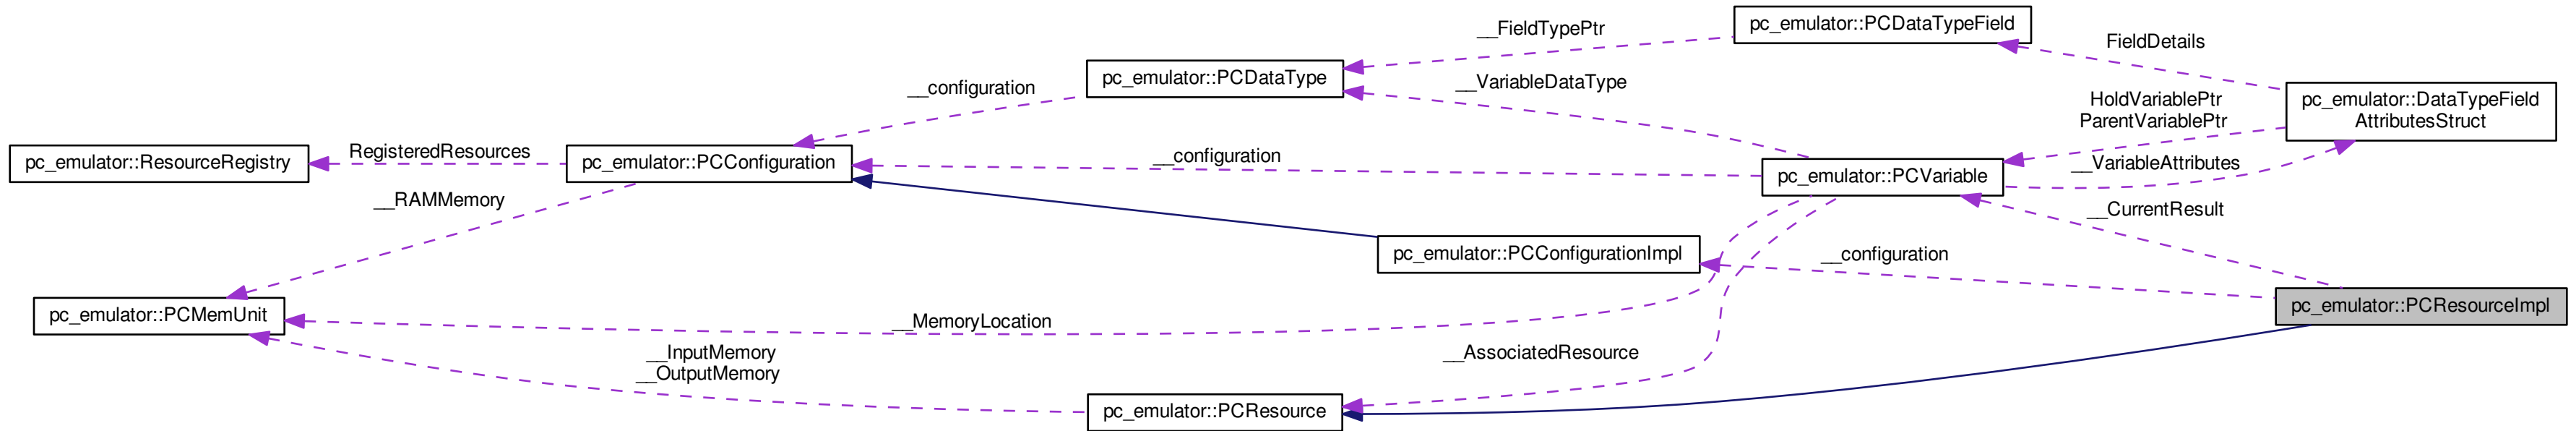 pc_emulator::PCDataTypeField
__FieldTypePtr
FieldDetails
pc_emulator::PCDataType
__VariableDataType
__configuration
HoldVariablePtr
ParentVariablePtr
pc_emulator::DataTypeField
AttributesStruct
pc_emulator::ResourceRegistry
RegisteredResources
pc_emulator::PCConfiguration
__configuration
pc_emulator::PCVariable
__VariableAttributes
__RAMMemory
__CurrentResult
pc_emulator::PCConfigurationImpl
__configuration
pc_emulator::PCMemUnit
__MemoryLocation
pc_emulator::PCResourceImpl
__InputMemory
__OutputMemory
__AssociatedResource
pc_emulator::PCResource